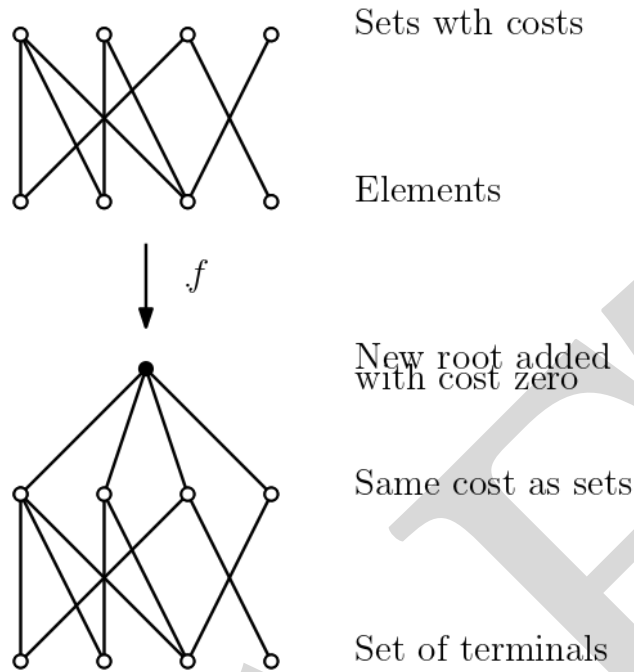 Sets wth costs
Elements
f
New root added
with cost zero
Same cost as sets
Set of terminals